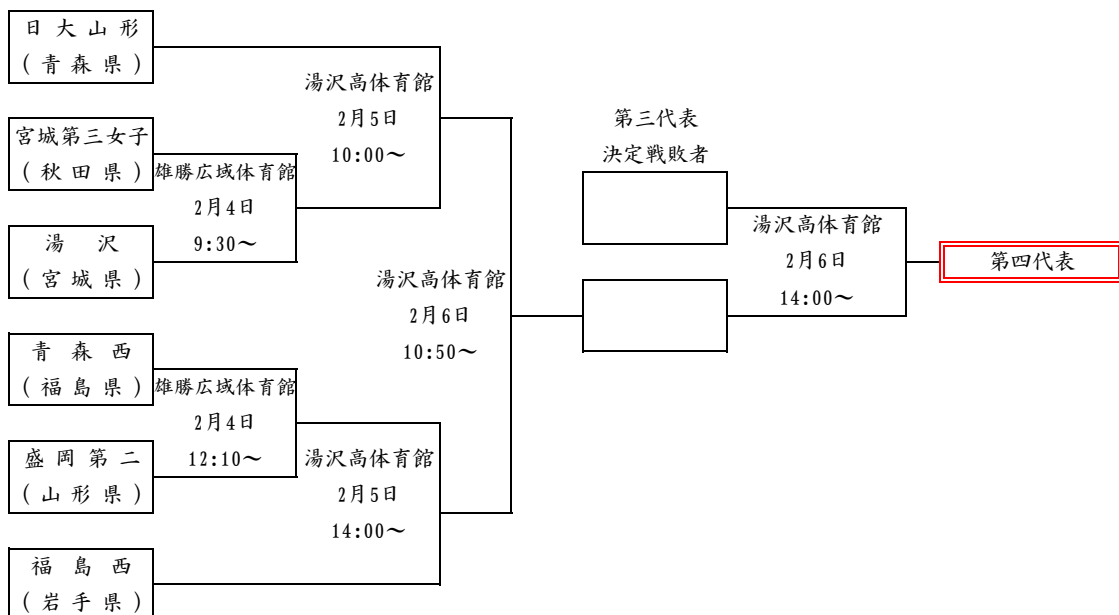 日大山形
(青森県)
宮城第三女子
(秋田県)
湯沢
(宮城県)
青森西
(福島県)
盛岡第二
(山形県)
福島西
(岩手県)
雄勝広域体育館
2月4日
9:30〜
雄勝広域体育館
2月4日
12:10〜
湯沢高体育館
2月5日
10:00〜
湯沢高体育館
2月5日
14:00〜
湯沢高体育館
2月6日
10:50〜
第三代表
決定戦敗者
湯沢高体育館
2月6日
14:00〜
第四代表